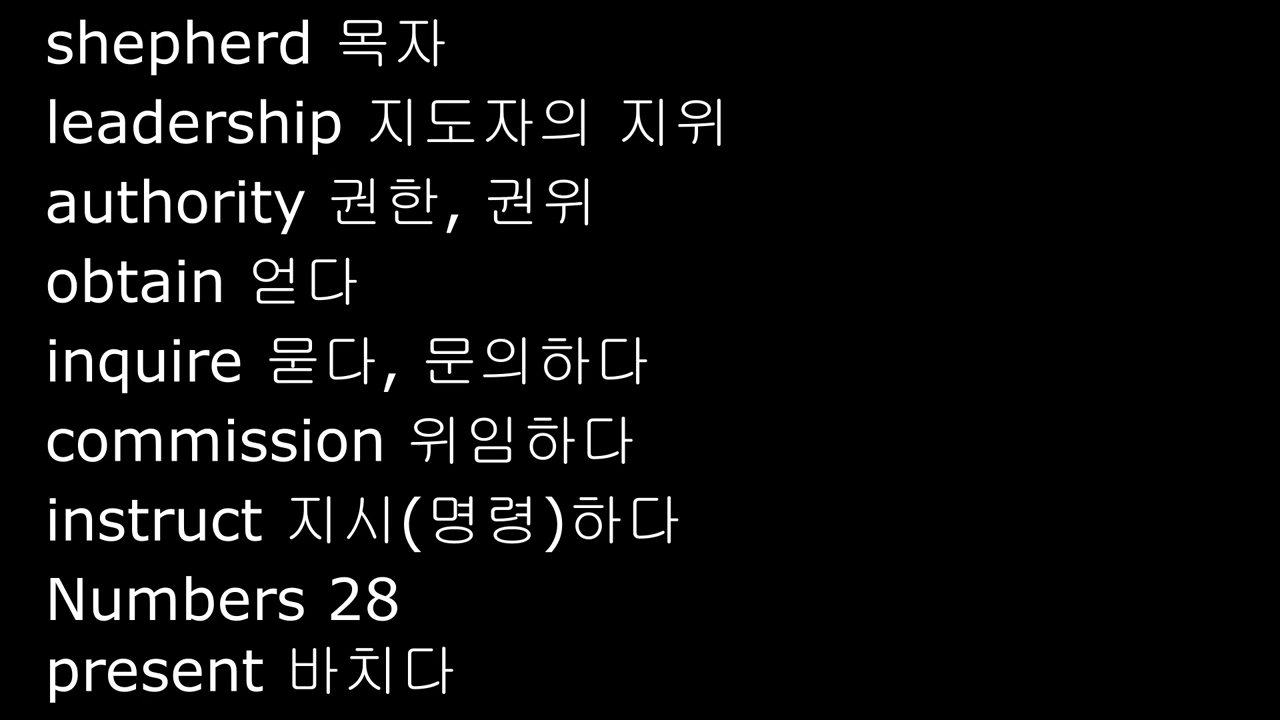 shepherd 목자
leadership 지도자의 지위
authority 권한, 권위
obtain 얻다
inquire 묻다, 문의하다
commission 위임하다
instruct 지시(명령)하다
Numbers 28
present 바치다